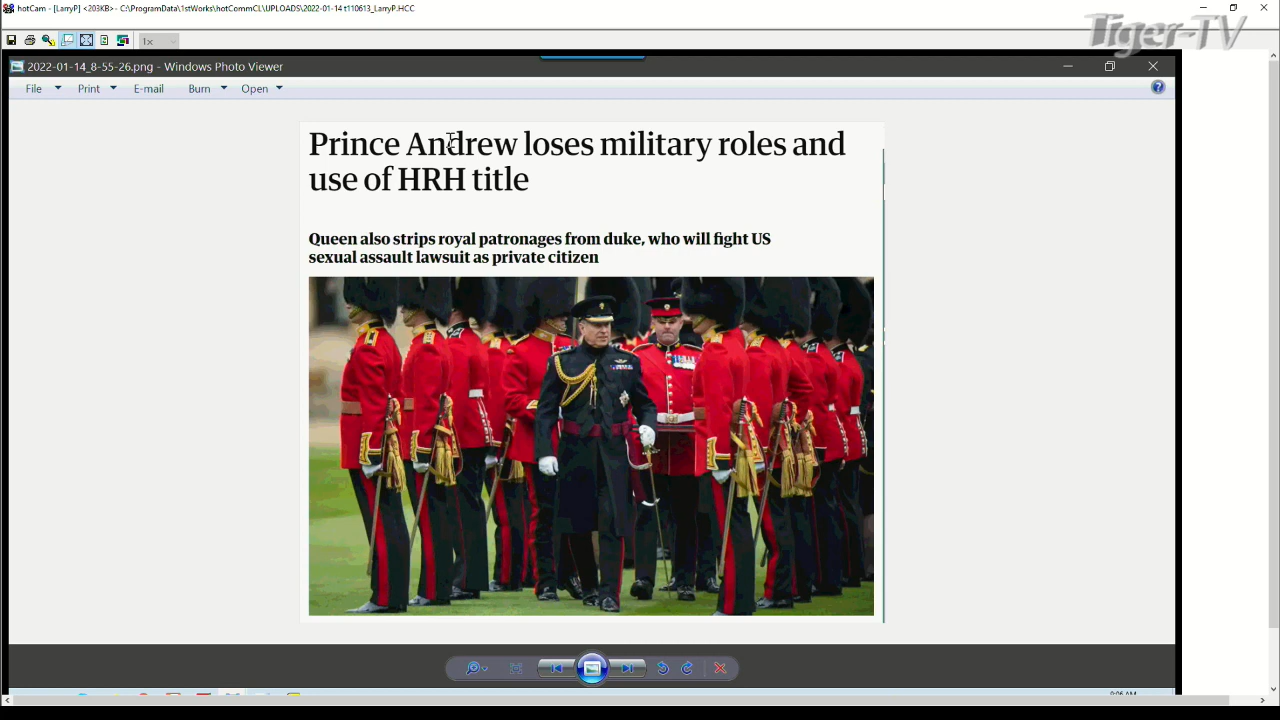 hotCam - [LarryP] <203KB>- C:\ProgramData\1stWorks\hotCommCL\UPLOADS\2022-01-14 t110613_LarryP.HCC
Tiger-TV
1x
2022-01-14_8-55-26.png - Windows Photo Viewer
File Print E-mail Burn Open
Prince Andrew loses military roles and
use of HRH title
Queen also strips royal patronages from duke, who will fight US
sexual assault lawsuit as private citizen